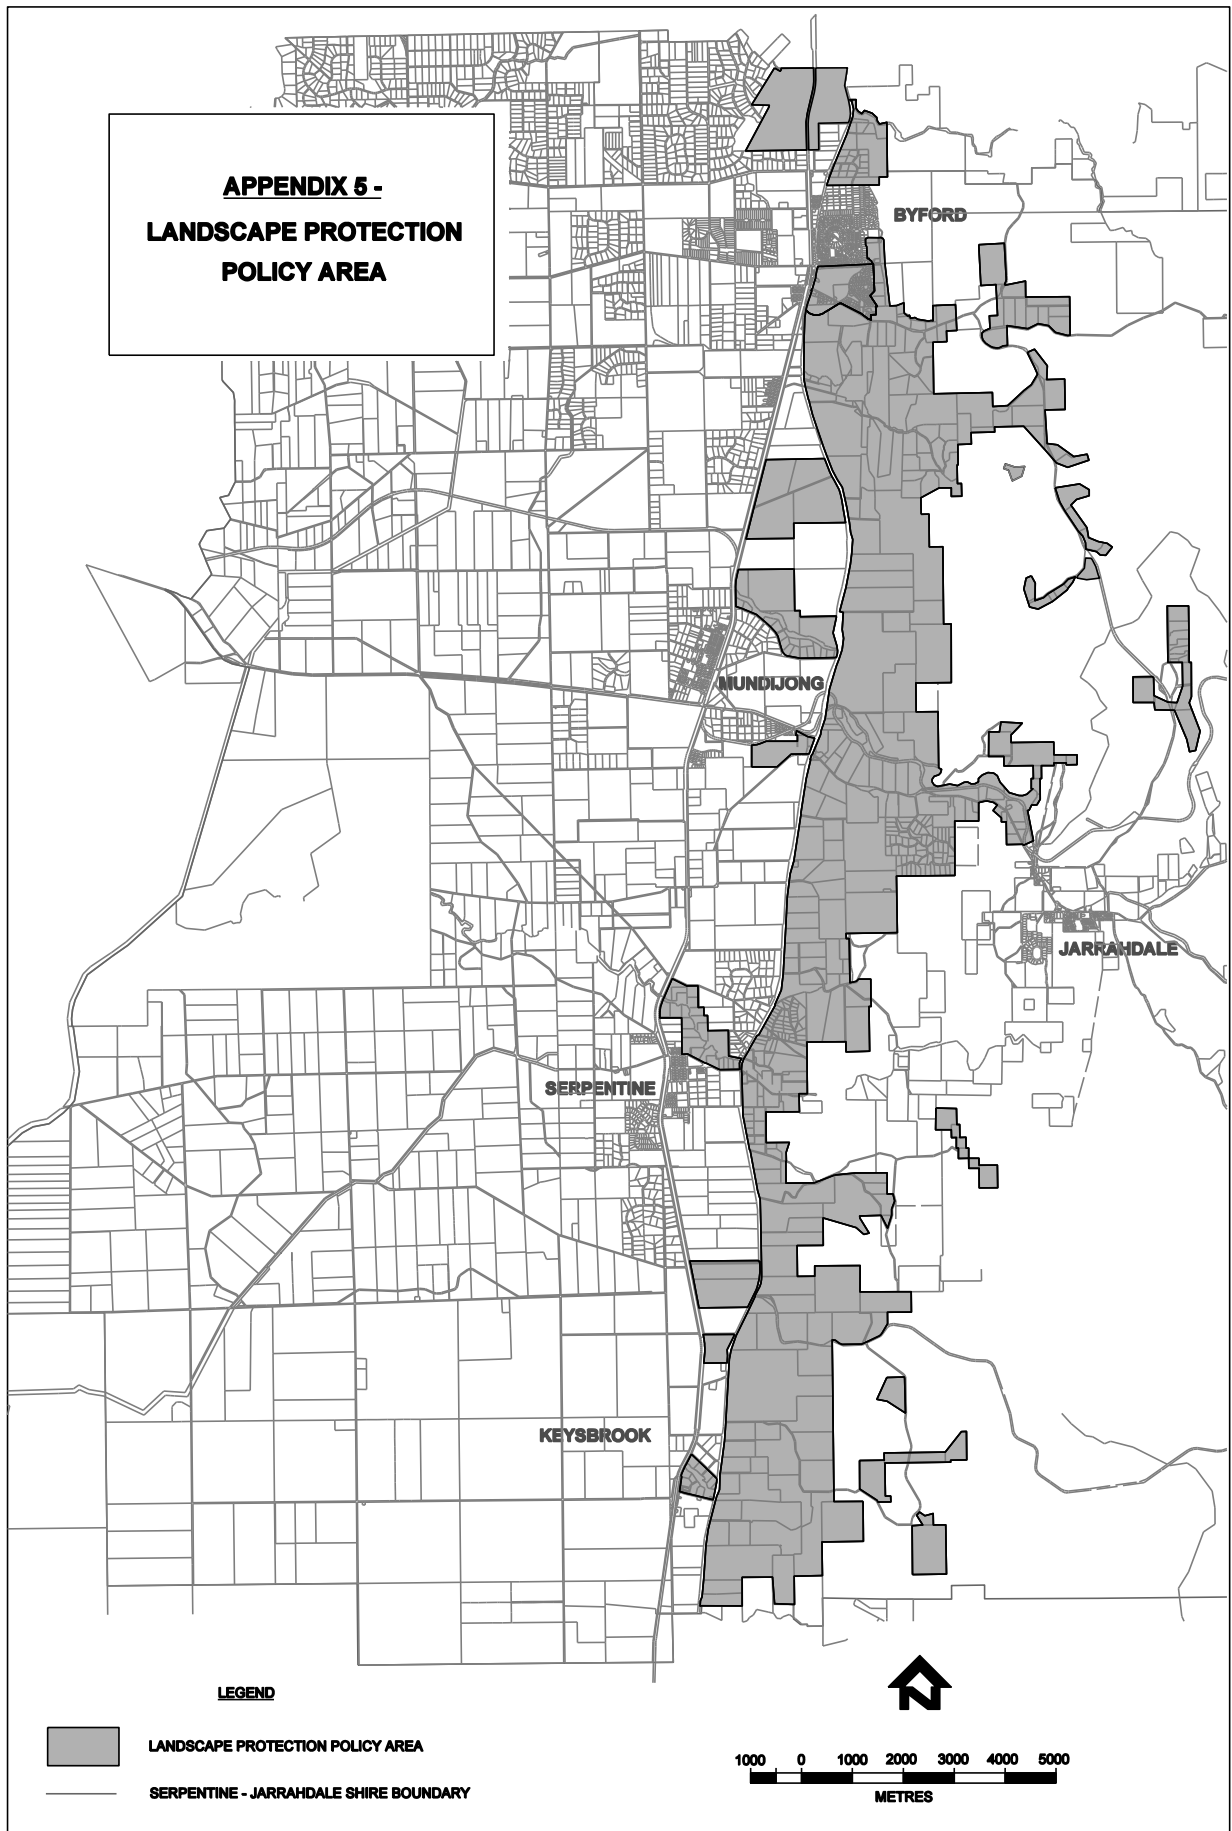 APPENDIX 5 -
LANDSCAPE PROTECTION
POLICY AREA
BYFORD
MUNDIJONG
JARRAHDALE
SERPENTINE
KEYSBROOK
LEGEND
LANDSCAPE PROTECTION POLICY AREA
SERPENTINE - JARRAHDALE SHIRE BOUNDARY
N
1000 0 1000 2000 3000 4000 5000
METRES